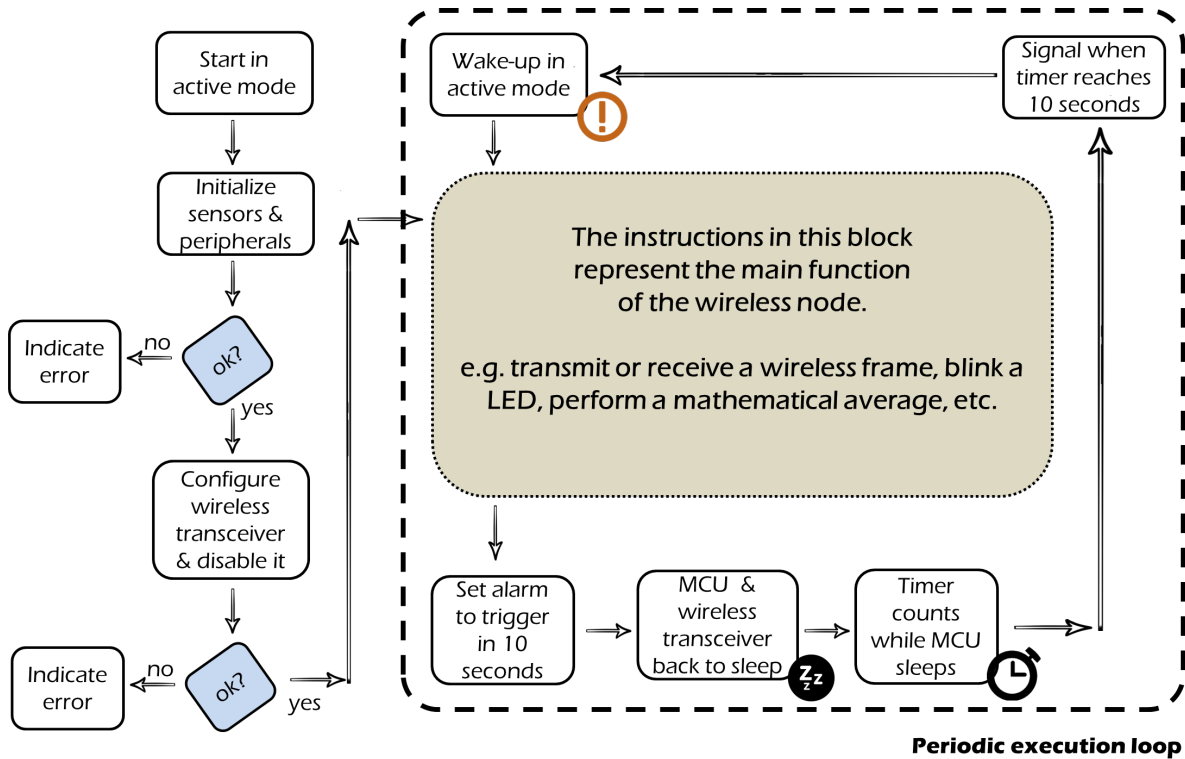 Start in
active mode
Initialize
sensors &
peripherals
ok?
no
Indicate
error
yes
Configure
wireless
transceiver
& disable it
ok?
no
Indicate
error
yes
Wake-up in
active mode
!
The instructions in this block
represent the main function
of the wireless node.
e.g. transmit or receive a wireless frame, blink a
LED, perform a mathematical average, etc.
Set alarm
to trigger
in 10
seconds
MCU &
wireless
transceiver
back to sleep
Zzz
Timer
counts
while MCU
sleeps
Signal when
timer reaches
10 seconds
Periodic execution loop